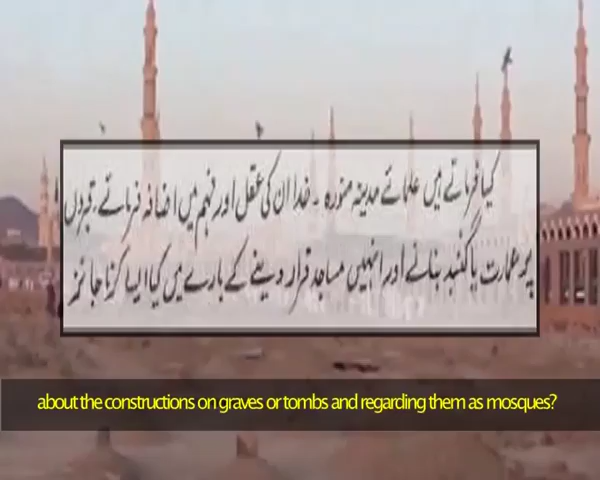 کیا فرماتے ہیں علمائے مدینہ منورہ ۔ خدا ان کی عقل اور فہم میں اضافہ فرمائے ، قبروں
پر عمارت یا گنبد بنانے اور انہیں مساجد قرار دینے کے بارے میں کیا ایسا کرنا جائز
about the constructions on graves or tombs and regarding them as mosques?